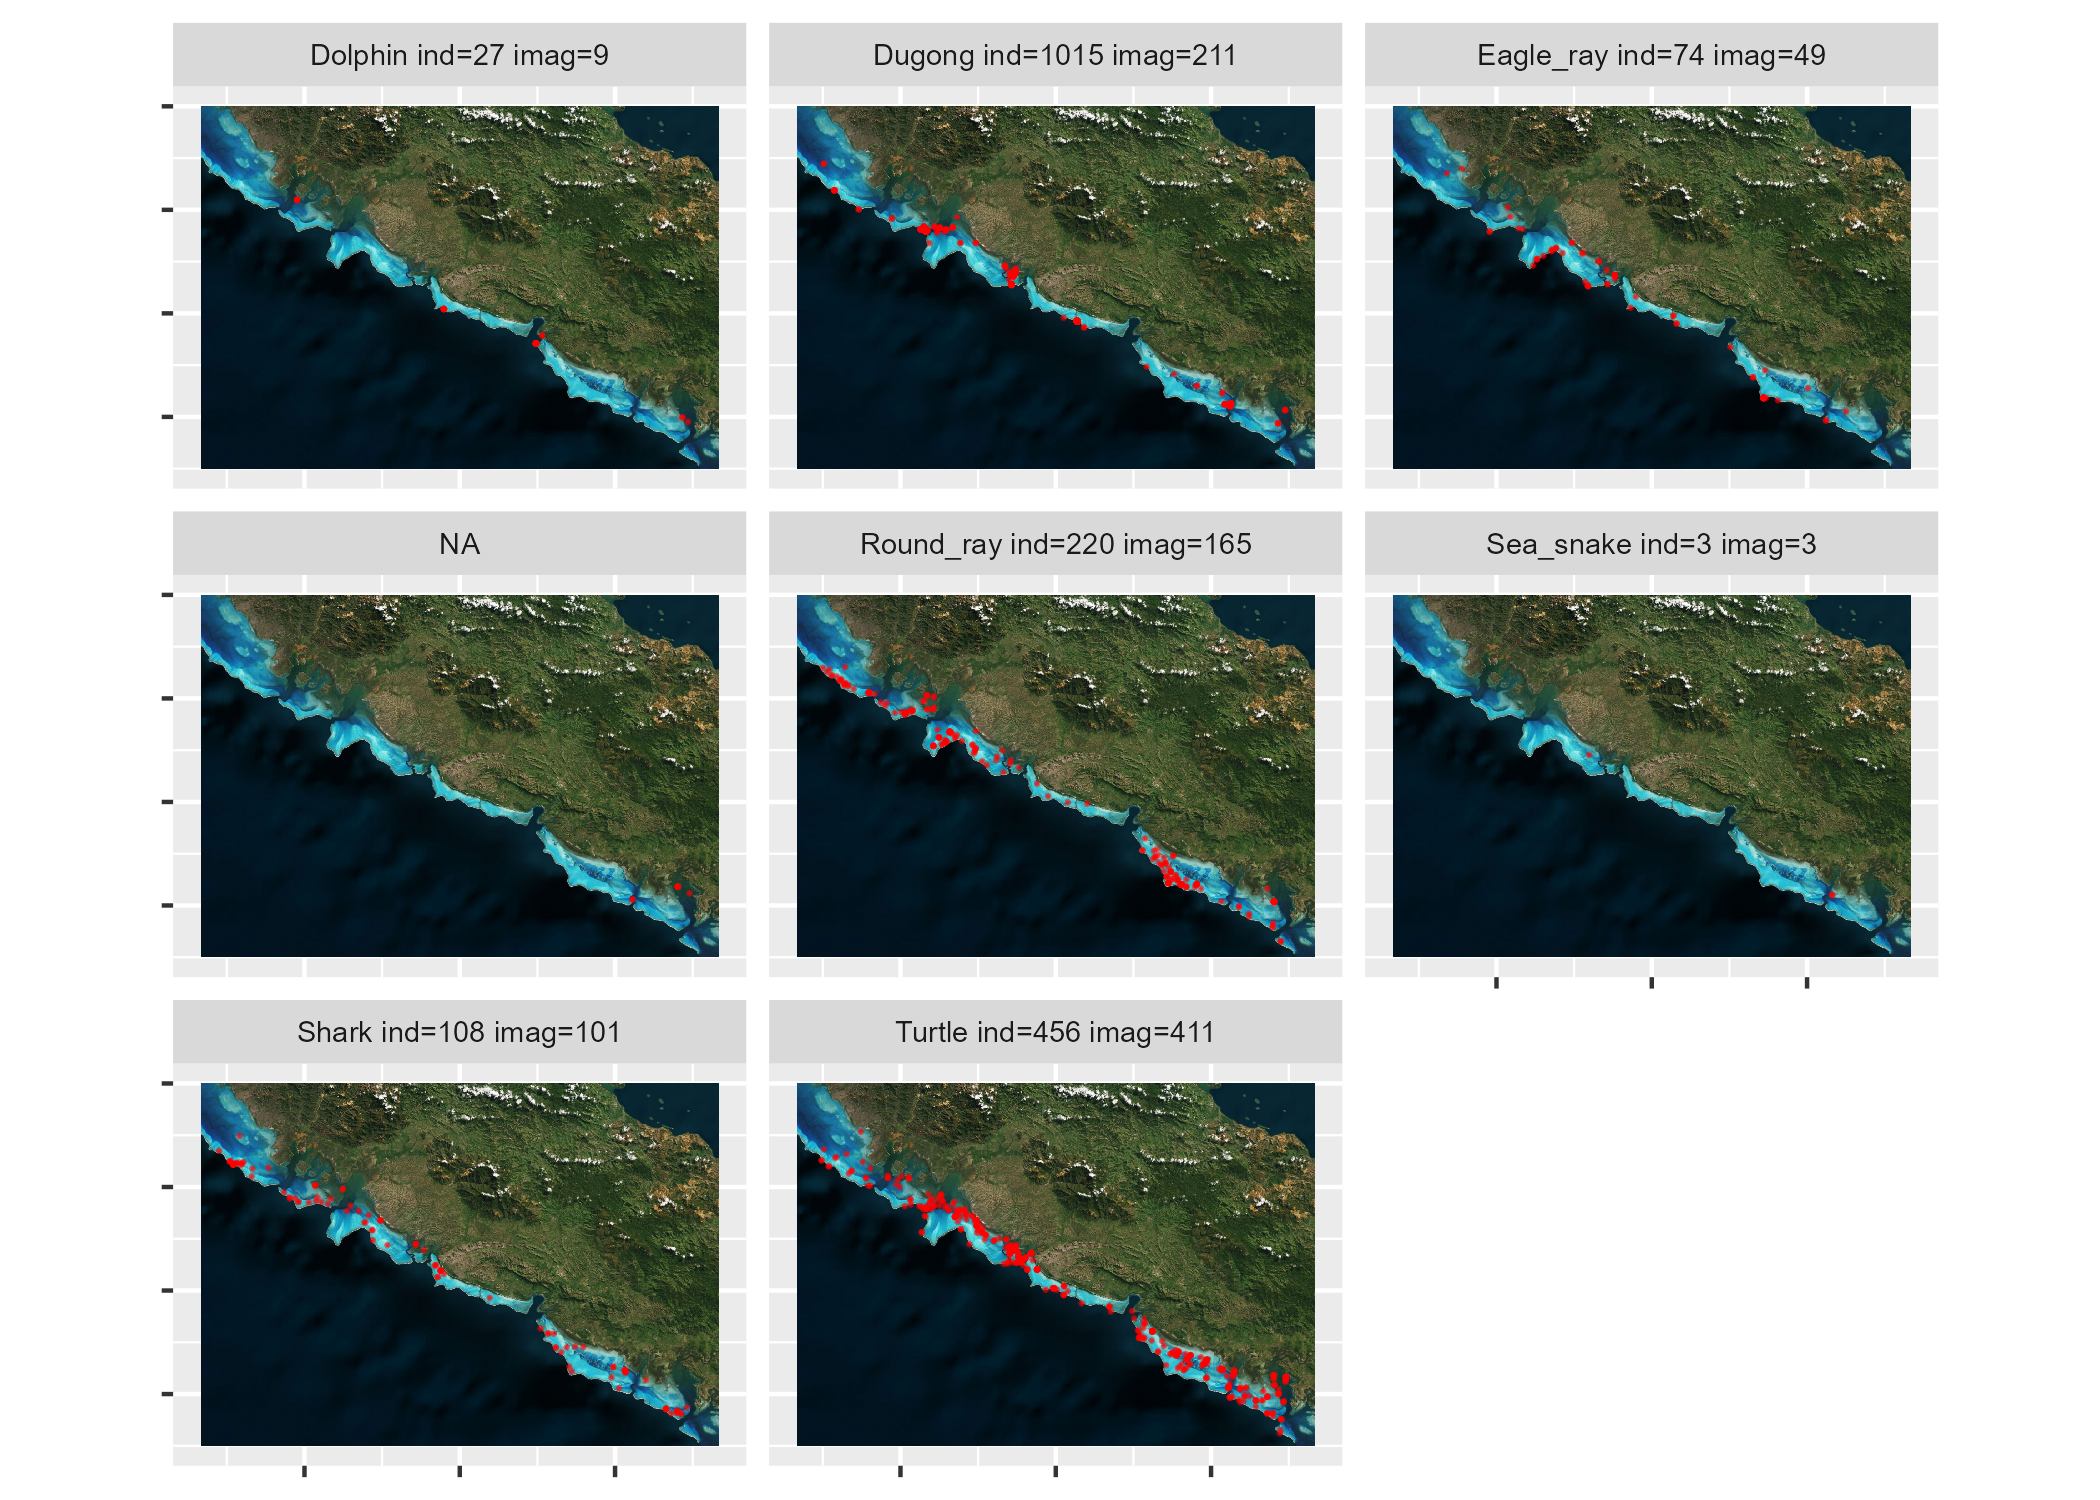 Dolphin ind=27 imag=9
Dugong ind=1015 imag=211
Eagle_ray ind=74 imag=49
NA
Round_ray ind=220 imag=165
Sea_snake ind=3 imag=3
Shark ind=108 imag=101
Turtle ind=456 imag=411